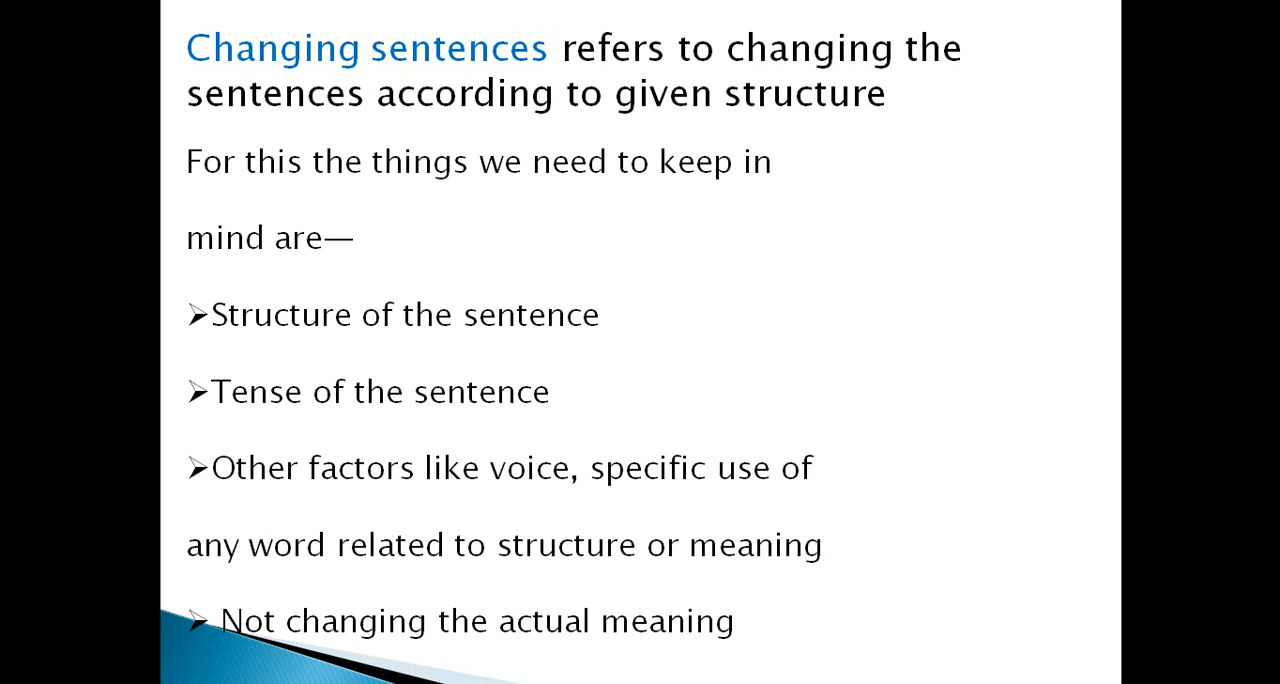 Changing sentences refers to changing the
sentences according to given structure
For this the things we need to keep in
mind are—
➢Structure of the sentence
➢Tense of the sentence
➢Other factors like voice, specific use of
any word related to structure or meaning
➢ Not changing the actual meaning